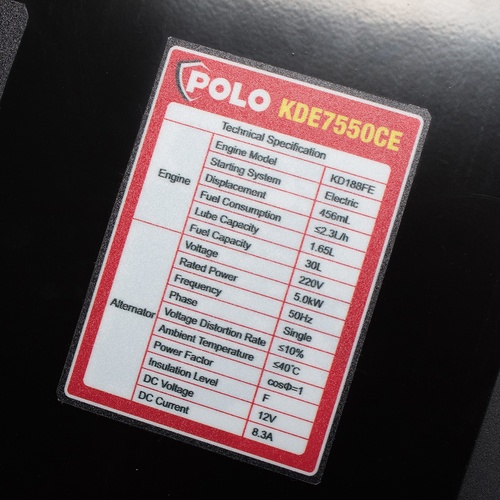 POLO KDE7550CE
Technical Specification
Engine
Engine Model KD188FE
Starting System Electric
Displacement 456mL
Fuel Consumption ≤2.3L/h
Lube Capacity 1.65L
Fuel Capacity 30L
Alternator
Voltage 220V
Rated Power 5.0kW
Frequency 50Hz
Phase Single
Voltage Distortion Rate ≤10%
Ambient Temperature ≤40°C
Power Factor cosΦ=1
Insulation Level F
DC Voltage 12V
DC Current 8.3A